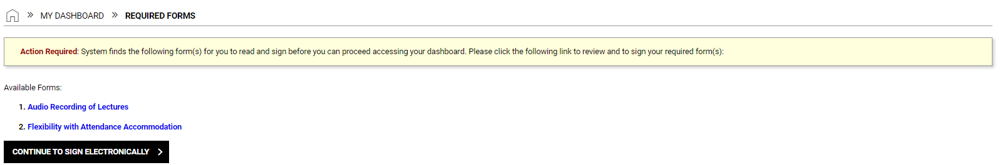 MY DASHBOARD REQUIRED FORMS
Action Required: System finds the following form(s) for you to read and sign before you can proceed accessing your dashboard. Please click the following link to review and to sign your required form(s):
Available Forms:
1. Audio Recording of Lectures
2. Flexibility with Attendance Accommodation
CONTINUE TO SIGN ELECTRONICALLY